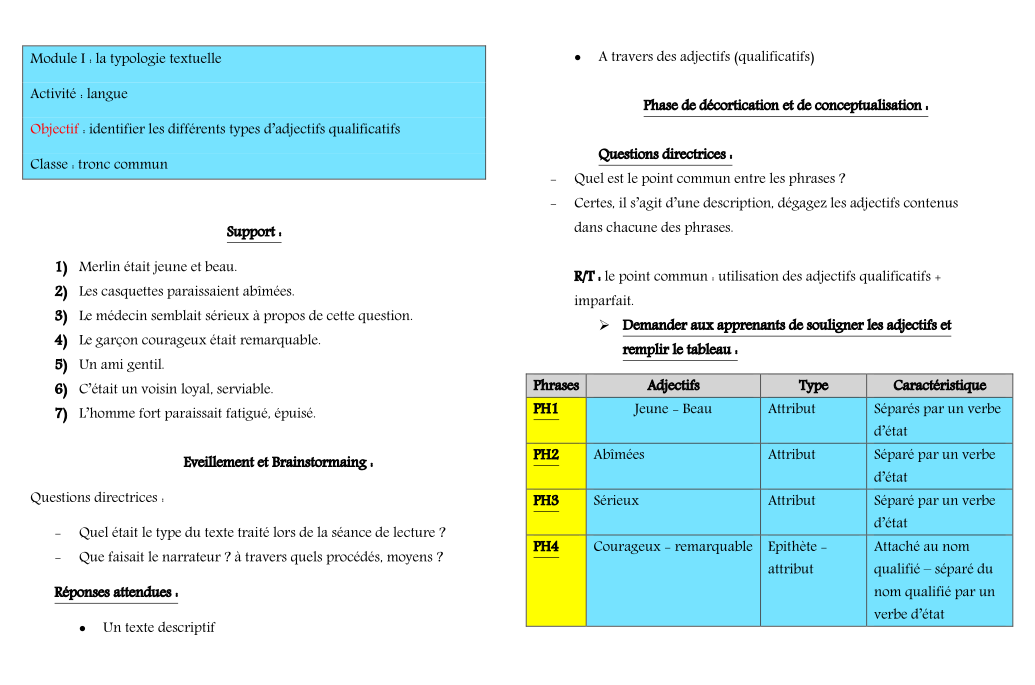 Module I : la typologie textuelle
Activité : langue
Objectif : identifier les différents types d'adjectifs qualificatifs
Classe : tronc commun
Support :
1) Merlin était jeune et beau.
2) Les casquettes paraissaient abîmées.
3) Le médecin semblait sérieux à propos de cette question.
4) Le garçon courageux était remarquable.
5) Un ami gentil.
6) C'était un voisin loyal, serviable.
7) L'homme fort paraissait fatigué, épuisé.
Eveillement et Brainstormaing :
Questions directrices :
- Quel était le type du texte traité lors de la séance de lecture ?
- Que faisait le narrateur ? à travers quels procédés, moyens ?
Réponses attendues :
• Un texte descriptif
• A travers des adjectifs (qualificatifs)
Phase de décortication et de conceptualisation :
Questions directrices :
- Quel est le point commun entre les phrases ?
- Certes, il s'agit d'une description, dégagez les adjectifs contenus
dans chacune des phrases.
R/T : le point commun : utilisation des adjectifs qualificatifs +
imparfait.
➢ Demander aux apprenants de souligner les adjectifs et
remplir le tableau :
Phrases Adjectifs Type Caractéristique
PH1 Jeune - Beau Attribut Séparés par un verbe
d'état
PH2 Abîmées Attribut Séparé par un verbe
d'état
PH3 Sérieux Attribut Séparé par un verbe
d'état
PH4 Courageux - remarquable Epithète - Attaché au nom
attribut qualifié – séparé du
nom qualifié par un
verbe d'état